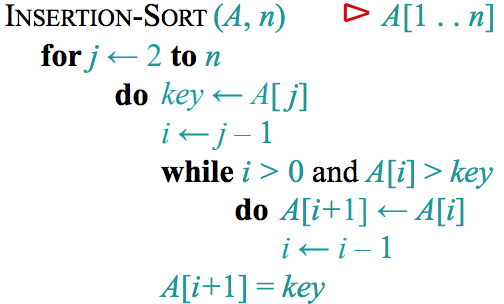 INSERTION-SORT (A, n) ▷ A[1 . . n]
for j ← 2 to n
do key ← A[ j]
i ← j – 1
while i > 0 and A[i] > key
do A[i+1] ← A[i]
i ← i – 1
A[i+1] = key